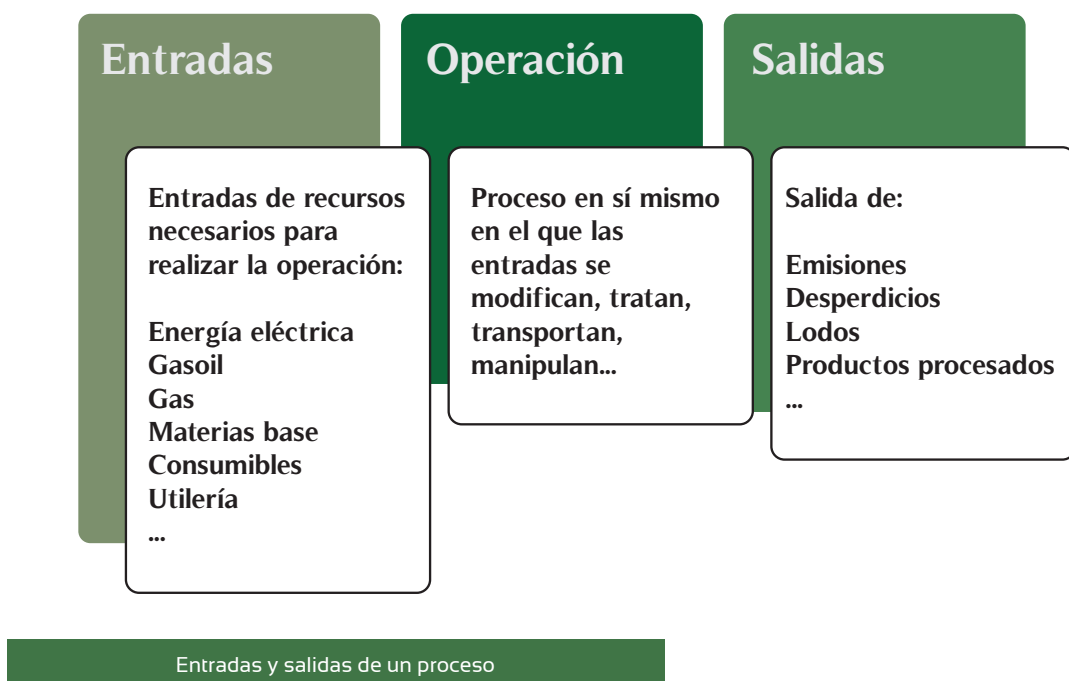 Entradas
Entradas de recursos
necesarios para
realizar la operación:
Energía eléctrica
Gasoil
Gas
Materias base
Consumibles
Utilería
...
Operación
Proceso en sí mismo
en el que las
entradas se
modifican, tratan,
transportan,
manipulan...
Salidas
Salida de:
Emisiones
Desperdicios
Lodos
Productos procesados
...
Entradas y salidas de un proceso